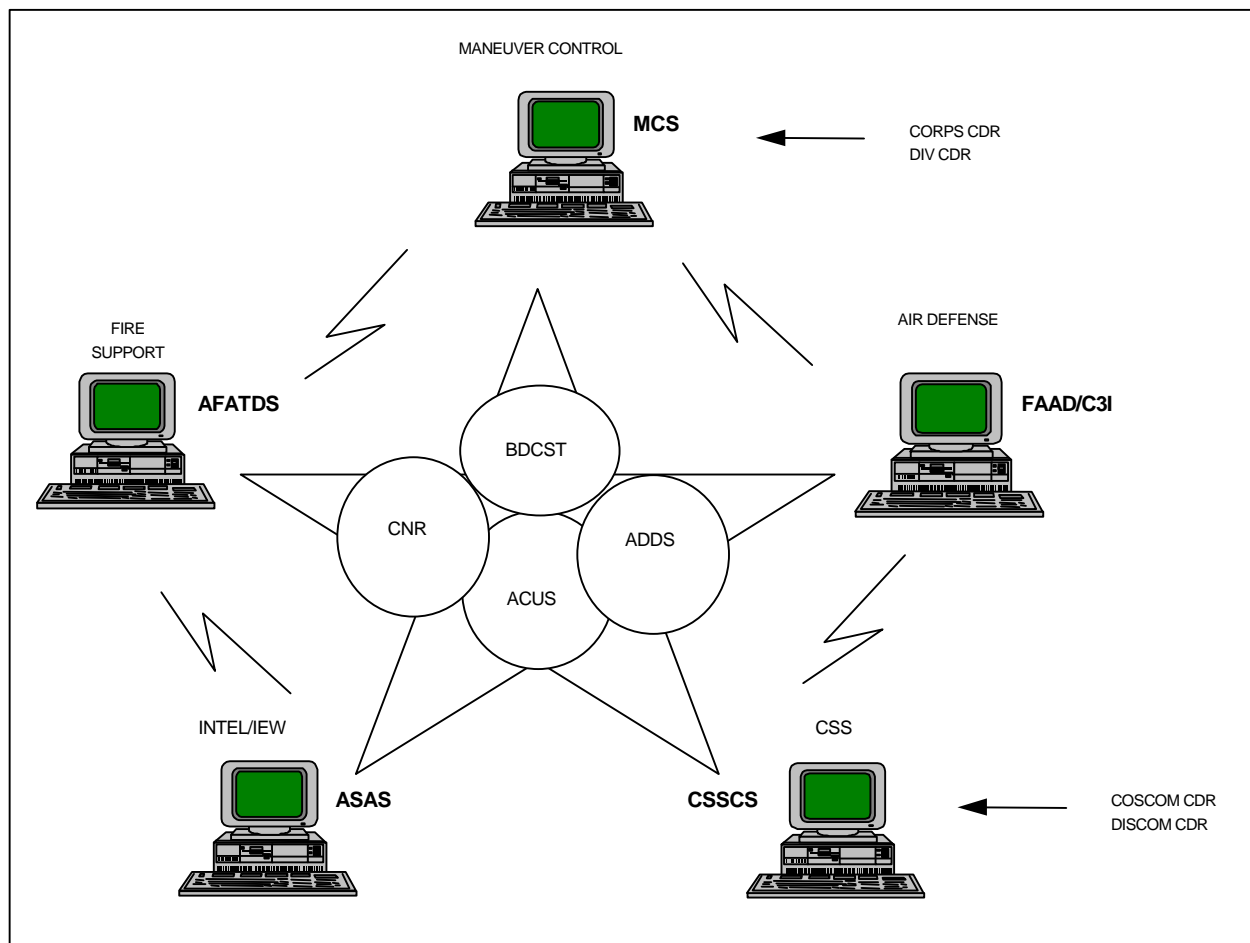 MANEUVER CONTROL
MCS
CORPS CDR
DIV CDR
FIRE
SUPPORT
AFATDS
AIR DEFENSE
FAAD/C3I
BDCST
CNR
ADDS
ACUS
INTEL/IEW
ASAS
CSS
CSSCS
COSCOM CDR
DISCOM CDR